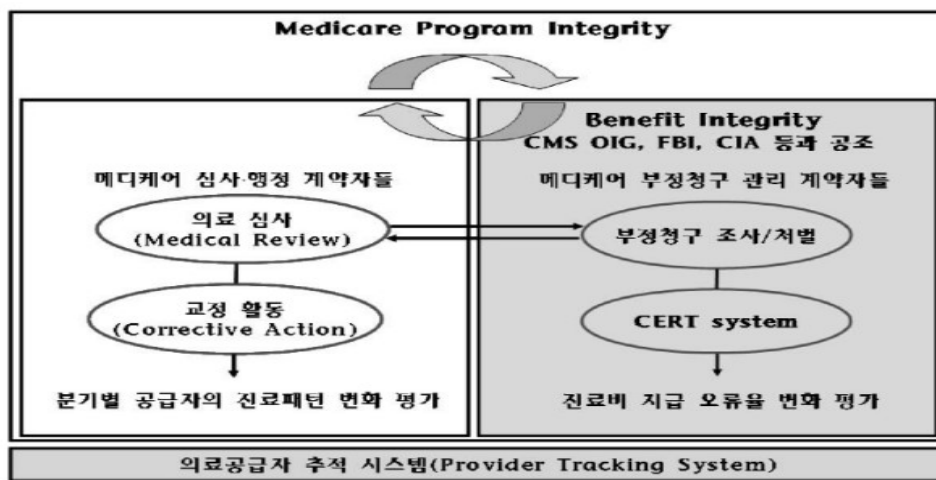 Medicare Program Integrity
Benefit Integrity
CMS OIG, FBI, CIA 등과 공조
메디케어 심사·행정 계약자들
메디케어 부정청구 관리 계약자들
의료 심사
(Medical Review)
부정청구 조사/처벌
교정 활동
(Corrective Action)
CERT system
분기별 공급자의 진료패턴 변화 평가
진료비 지급 오류율 변화 평가
의료공급자 추적 시스템(Provider Tracking System)